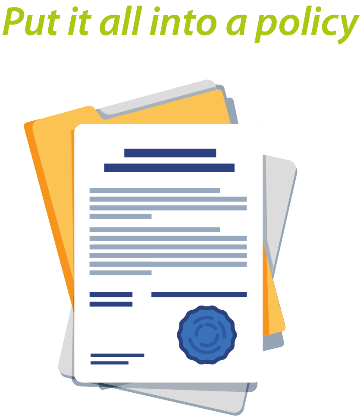 Put it all into a policy